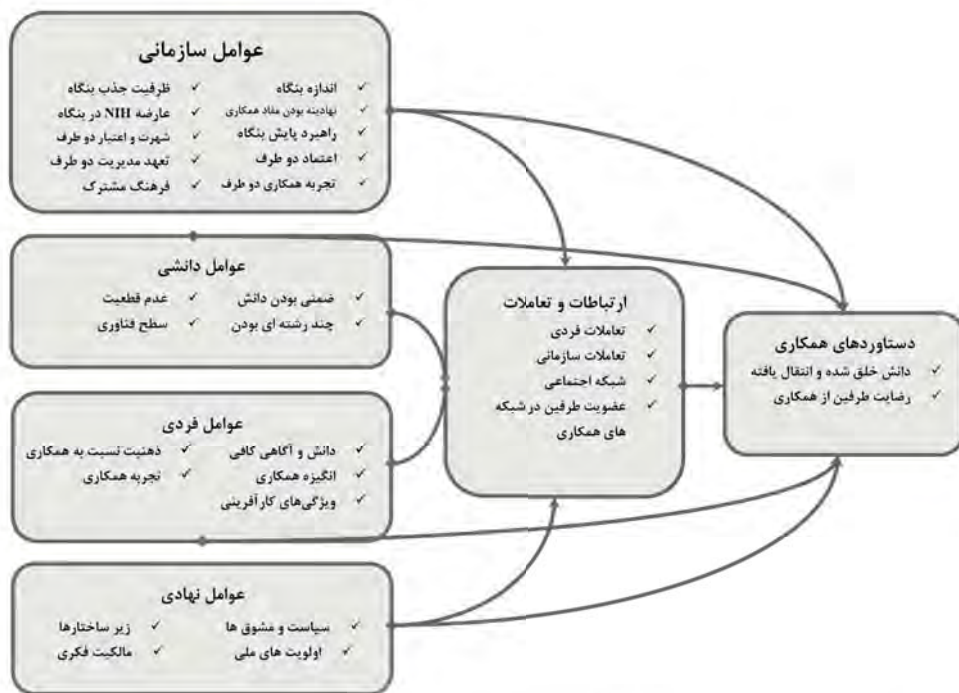 عوامل سازمانی
اندازه بنگاه
نهادینه بودن مفاد همکاری
راهبرد پایش بنگاه
اعتماد دو طرف
تجربه همکاری دو طرف
ظرفیت جذب بنگاه
عارضه NIH در بنگاه
شهرت و اعتبار دو طرف
تعهد مدیریت دو طرف
فرهنگ مشترک
عوامل دانشی
ضمنی بودن دانش
چند رشته ای بودن
عدم قطعیت
سطح فناوری
عوامل فردی
دانش و آگاهی کافی
انگیزه همکاری
ویژگی‌های کارآفرینی
ذهنیت نسبت به همکاری
تجربه همکاری
عوامل نهادی
سیاست و مشوق ها
اولویت های ملی
زیر ساختارها
مالکیت فکری
ارتباطات و تعاملات
تعاملات فردی
تعاملات سازمانی
شبکه اجتماعی
عضویت طرفین در شبکه
های همکاری
دستاوردهای همکاری
دانش خلق شده و انتقال یافته
رضایت طرفین از همکاری